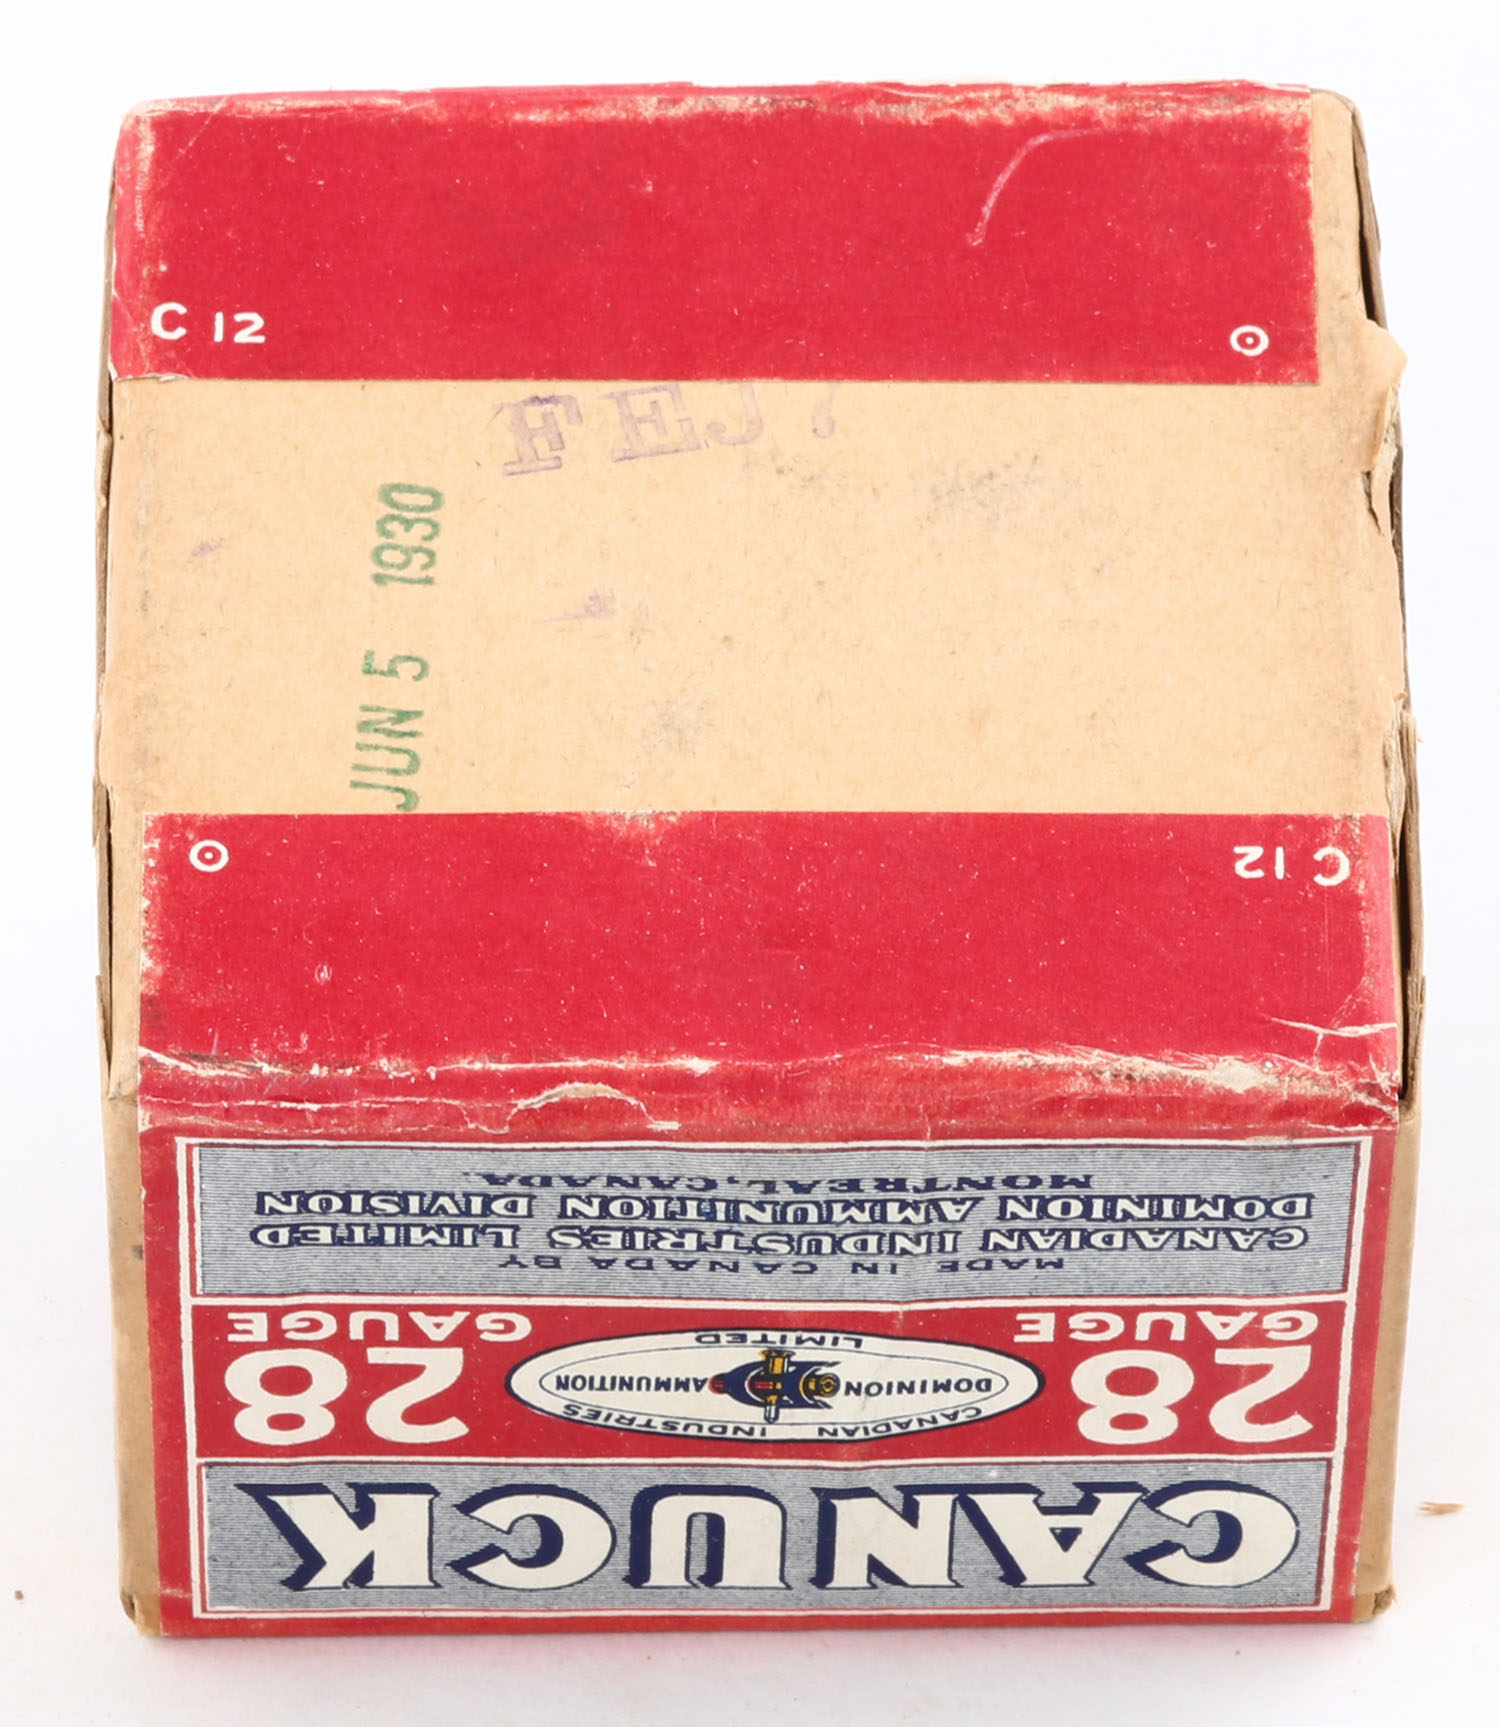 C 12
JUN 5 1930
C 12
CANUCK
28 GAUGE
CANADIAN INDUSTRIES
DOMINION AMMUNITION
LIMITED
28 GAUGE
MADE IN CANADA BY
CANADIAN INDUSTRIES LIMITED
DOMINION AMMUNITION DIVISION
MONTREAL, CANADA.